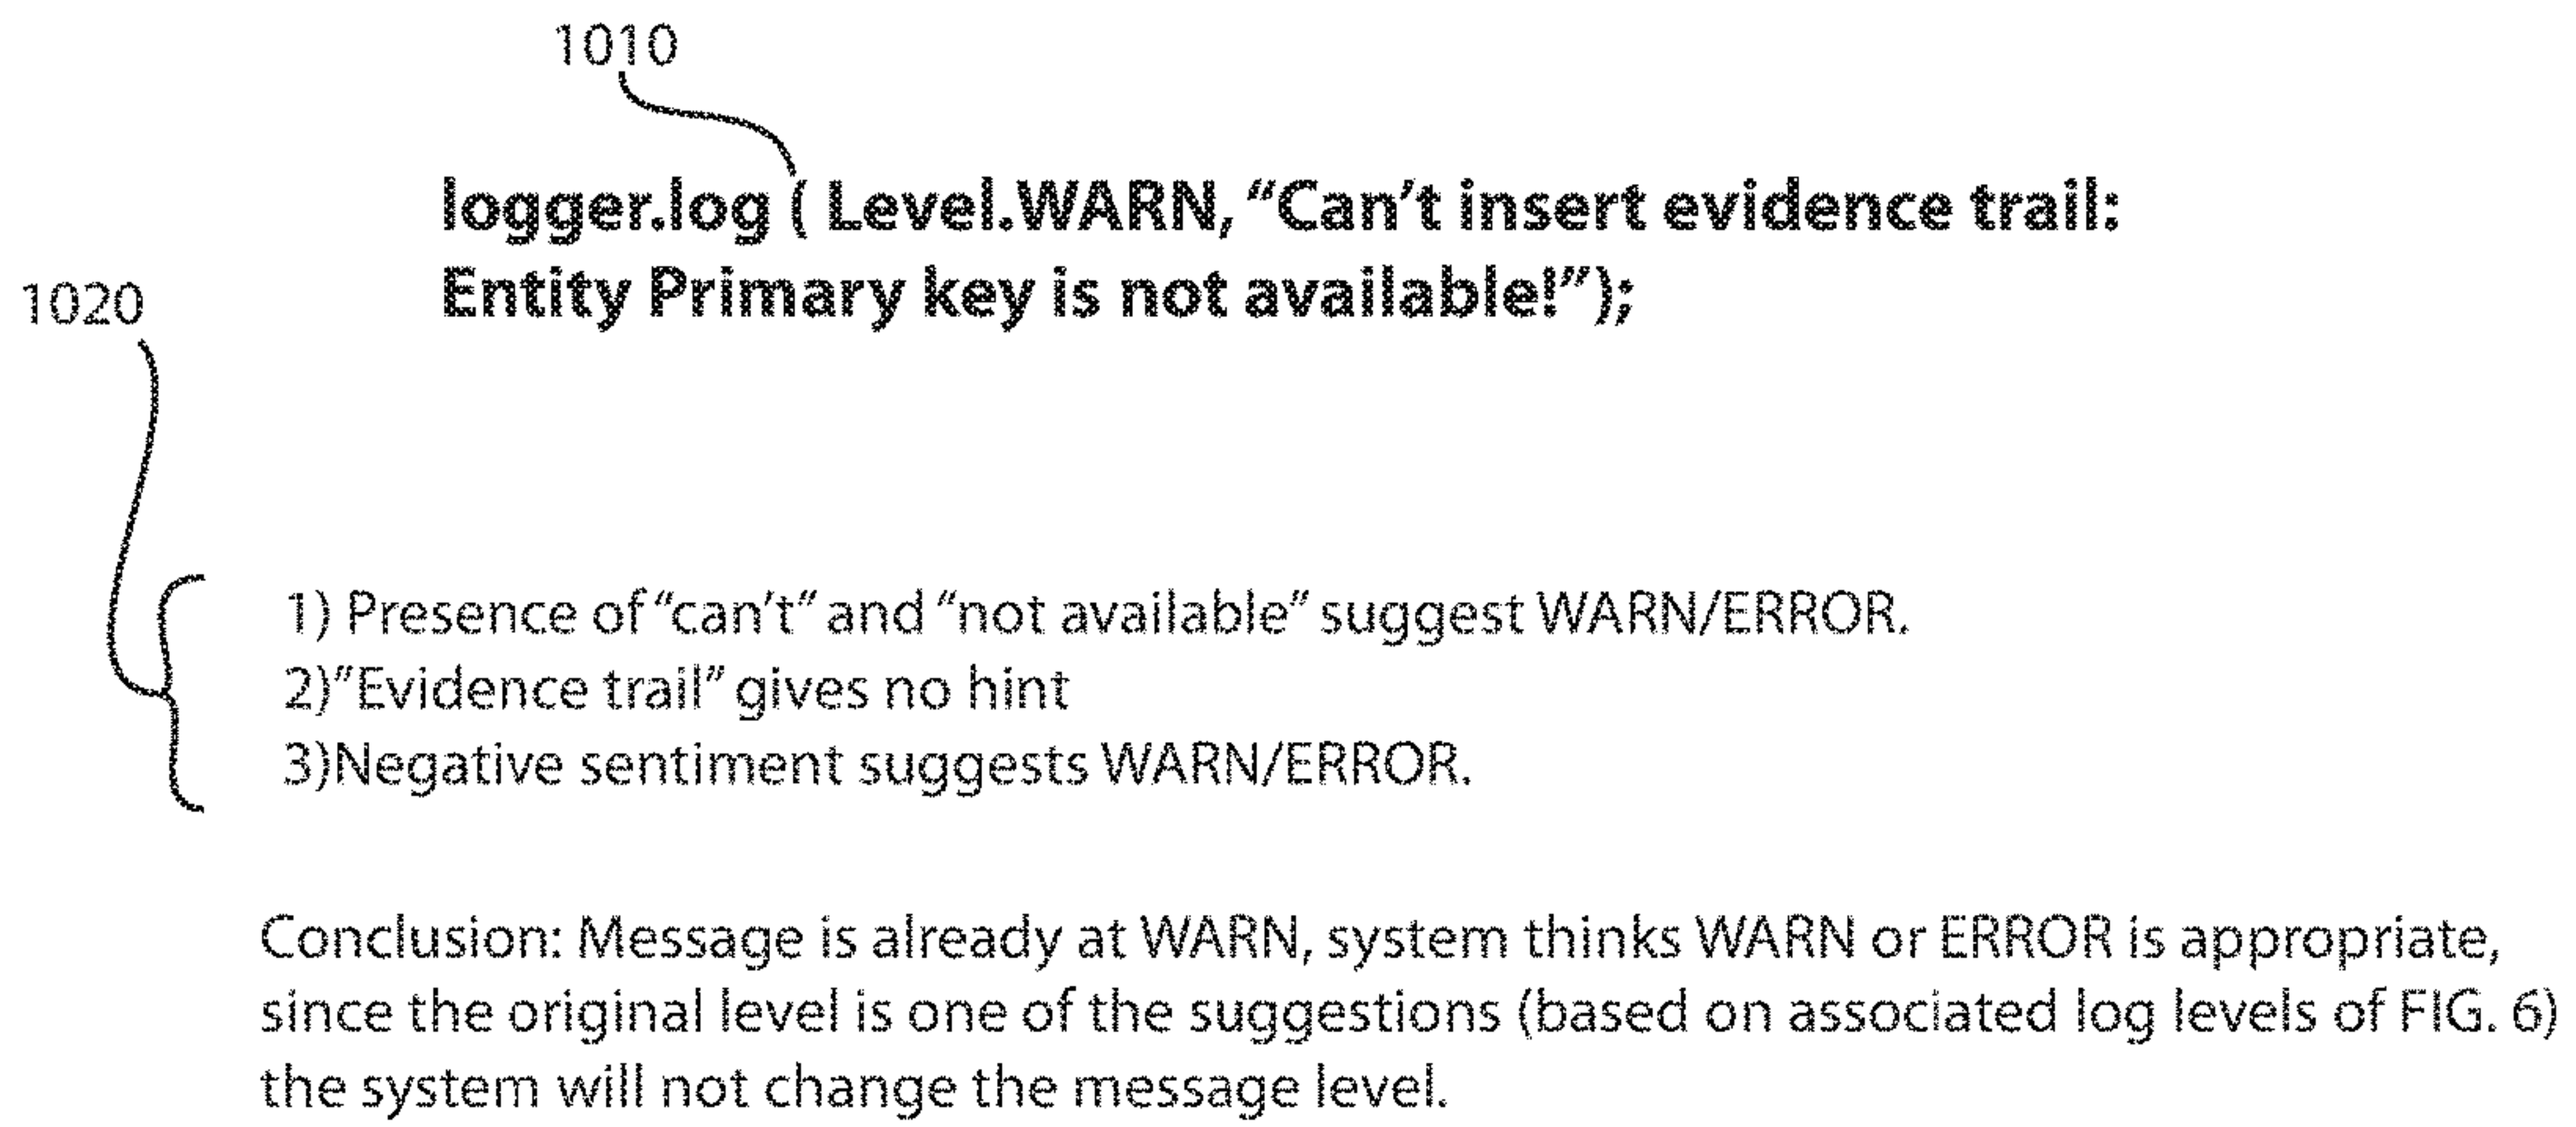 1010
logger.log ( Level.WARN, “Can’t insert evidence trail:
Entity Primary key is not available!”);
1020
1) Presence of “can’t” and “not available” suggest WARN/ERROR.
2)”Evidence trail” gives no hint
3)Negative sentiment suggests WARN/ERROR.
Conclusion: Message is already at WARN, system thinks WARN or ERROR is appropriate,
since the original level is one of the suggestions (based on associated log levels of FIG. 6)
the system will not change the message level.